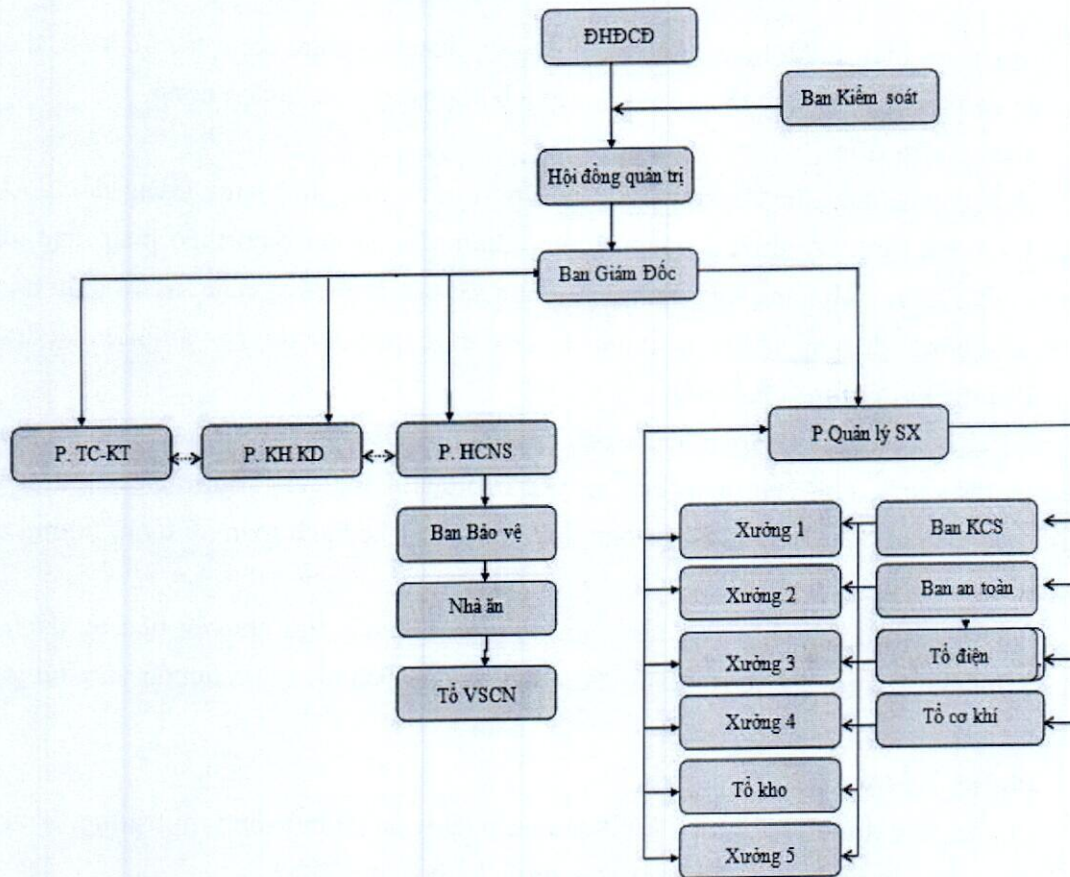 ĐHĐCĐ
Ban Kiểm soát
Hội đồng quản trị
Ban Giám Đốc
P. TC-KT
P. KH KD
P. HCNS
P.Quản lý SX
Ban Bảo vệ
Nhà ăn
Tổ VSCN
Xưởng 1
Ban KCS
Xưởng 2
Ban an toàn
Xưởng 3
Tổ điện
Xưởng 4
Tổ cơ khí
Tổ kho
Xưởng 5